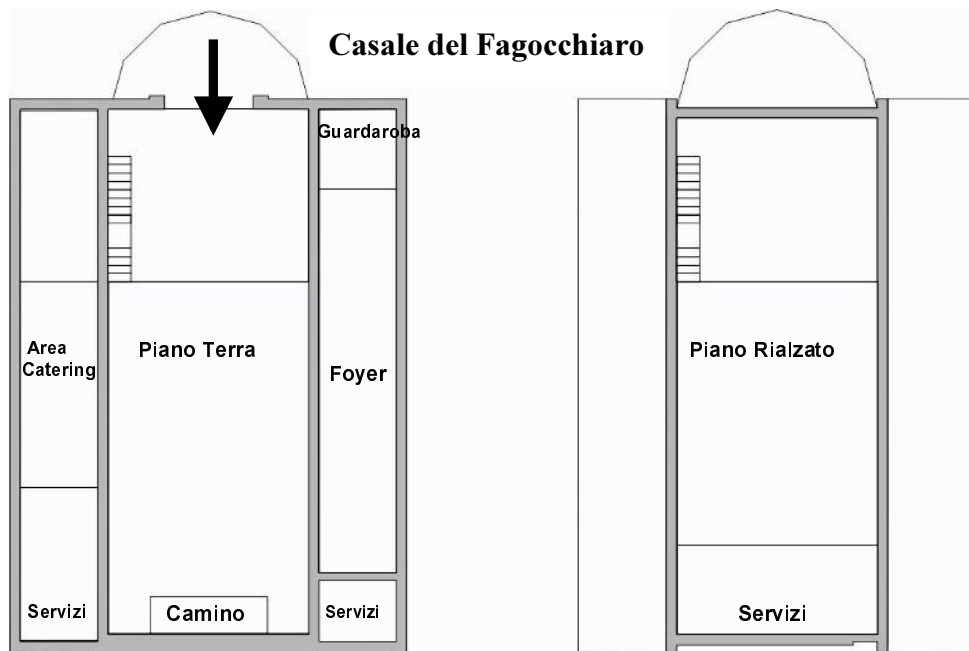 Casale del Fagocchiaro
Guardaroba
Area
Catering
Piano Terra
Foyer
Servizi
Camino
Servizi
Piano Rialzato
Servizi